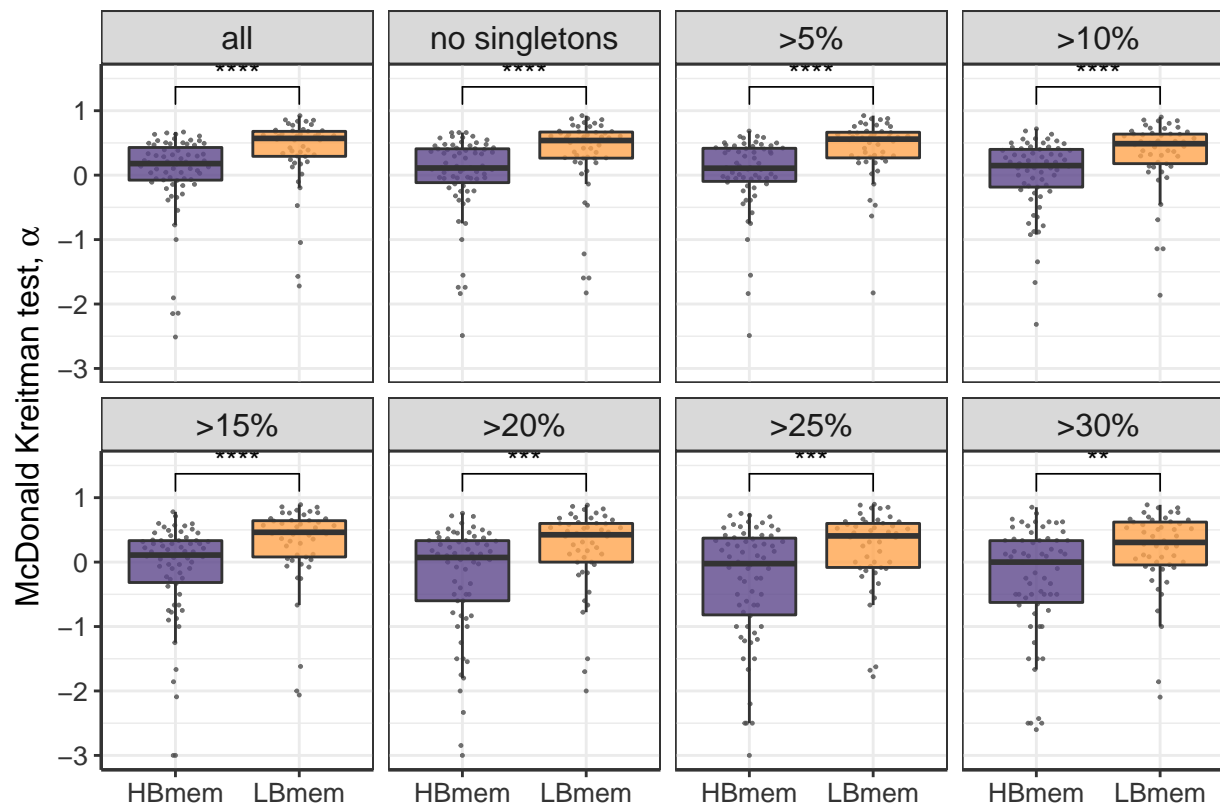 all no singletons >5% >10%
**** **** **** ****
McDonald Kreitman test, α
1
0
−1
−2
−3
>15% >20% >25% >30%
**** *** *** **
1
0
−1
−2
−3
HBmem LBmem HBmem LBmem HBmem LBmem HBmem LBmem